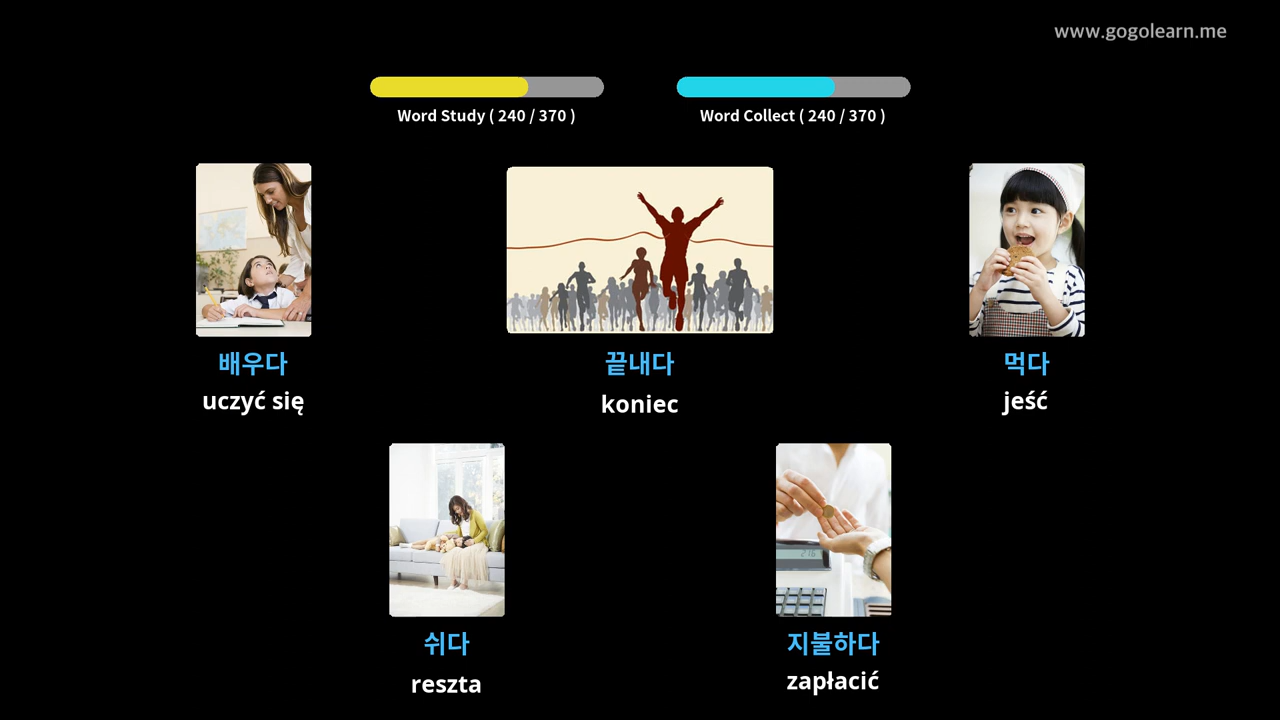 www.gogolearn.me
Word Study ( 240 / 370 )
Word Collect ( 240 / 370 )
배우다
uczyć się
끝내다
koniec
먹다
jeść
쉬다
reszta
지불하다
zapłacić